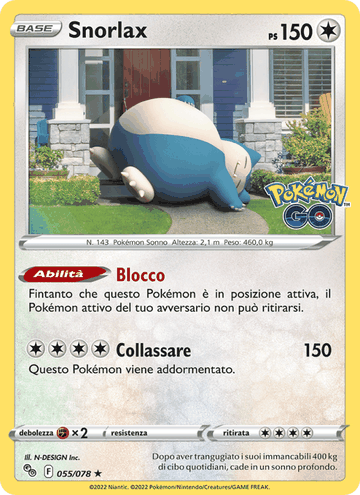 BASE
Snorlax
PS 150
Pokémon
GO
N. 143 Pokémon Sonno Altezza: 2,1 m Peso: 460,0 kg
Abilità Blocco
Fintanto che questo Pokémon è in posizione attiva, il
Pokémon attivo del tuo avversario non può ritirarsi.
Collassare 150
Questo Pokémon viene addormentato.
debolezza ×2 resistenza ritirata
Ill. N-DESIGN Inc.
F 055/078 ★
Dopo aver trangugiato i suoi immancabili 400 kg
di cibo quotidiani, cade in un sonno profondo.
©2022 Niantic. ©2022 Pokémon/Nintendo/Creatures/GAME FREAK.